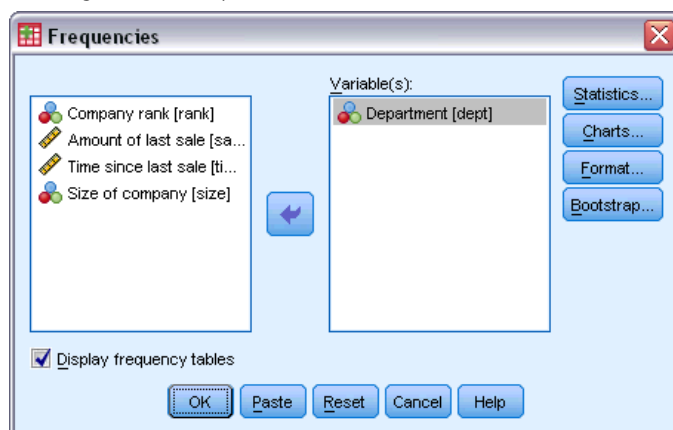 Frequencies
Variable(s):
Company rank [rank]
Amount of last sale [sa...
Time since last sale [ti...
Size of company [size]
Department [dept]
Statistics...
Charts...
Format...
Bootstrap...
Display frequency tables
OK
Paste
Reset
Cancel
Help